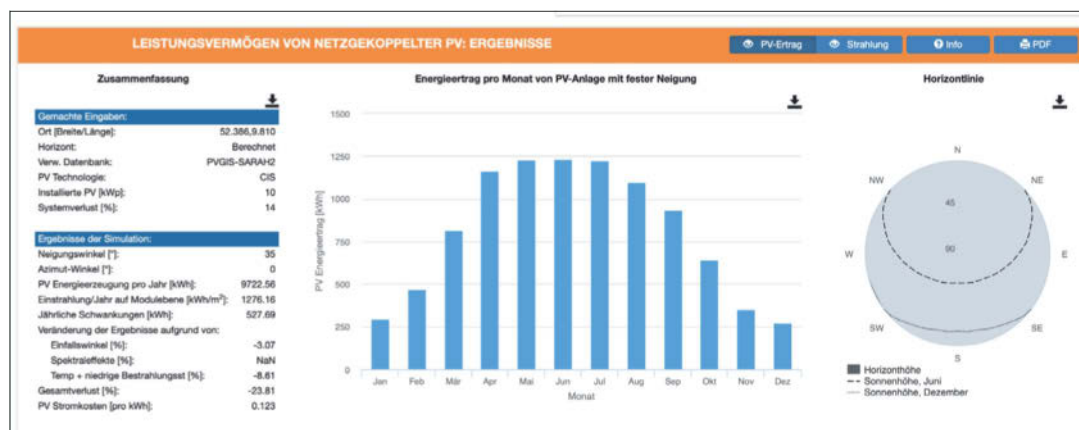 LEISTUNGSVERMÖGEN VON NETZGEKOPPELTER PV: ERGEBNISSE
PV-Ertrag
Strahlung
Info
PDF
Zusammenfassung
Gemachte Eingaben:
Ort [Breite/Länge]: 52.386,9.810
Horizont: Berechnet
Verw. Datenbank: PVGIS-SARAH2
PV Technologie: CIS
Installierte PV [kWp]: 10
Systemverlust [%]: 14
Ergebnisse der Simulation:
Neigungswinkel [°]: 35
Azimut-Winkel [°]: 0
PV Energieerzeugung pro Jahr [kWh]: 9722.56
Einstrahlung/Jahr auf Modulebene [kWh/m²]: 1276.16
Jährliche Schwankungen [kWh]: 527.69
Veränderung der Ergebnisse aufgrund von:
Einfallswinkel [%]: -3.07
Spektraleffekte [%]: NaN
Temp + niedrige Bestrahlungsst [%]: -8.61
Gesamtverlust [%]: -23.81
PV Stromkosten [pro kWh]: 0.123
Energieertrag pro Monat von PV-Anlage mit fester Neigung
PV Energieertrag [kWh]
1500
1250
1000
750
500
250
0
Jan Feb Mär Apr Mai Jun Jul Aug Sep Okt Nov Dez
Monat
Horizontlinie
N
NW NE
45
90
W E
SW SE
S
Horizonthöhe
Sonnenhöhe, Juni
Sonnenhöhe, Dezember